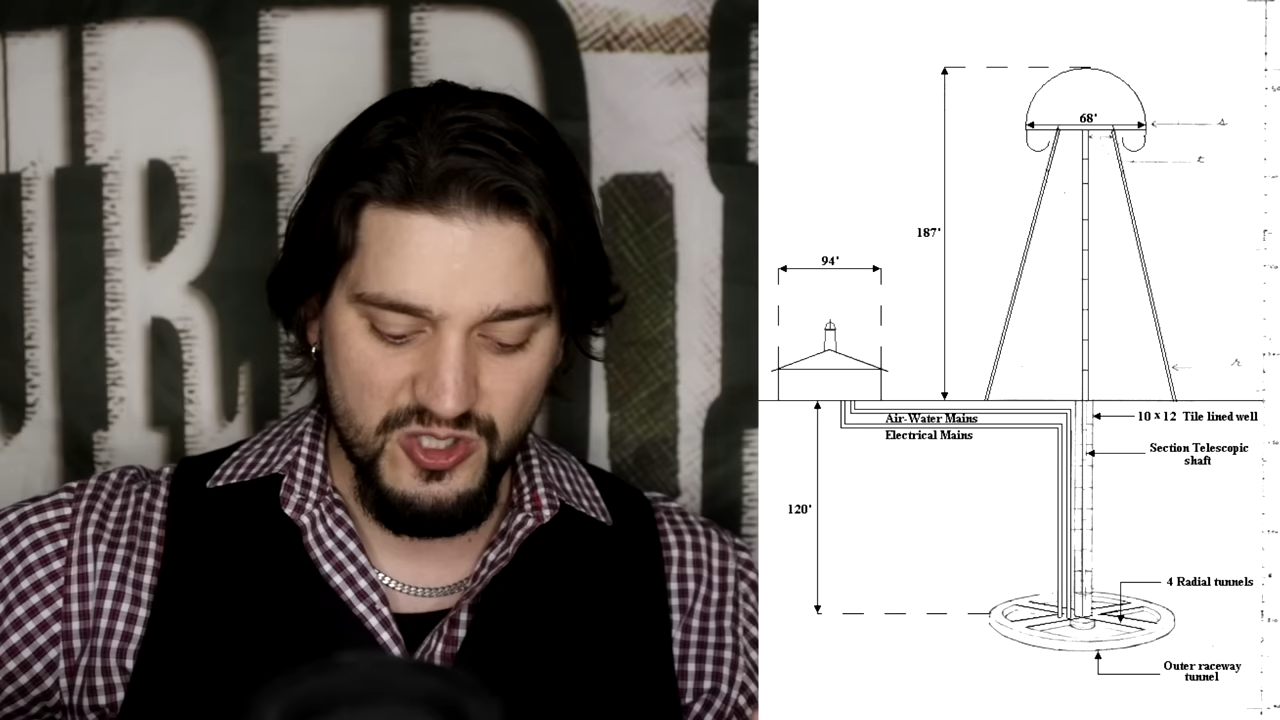 68'
187'
94'
Air-Water Mains
Electrical Mains
10 x 12 Tile lined well
Section Telescopic
shaft
120'
4 Radial tunnels
Outer raceway
tunnel